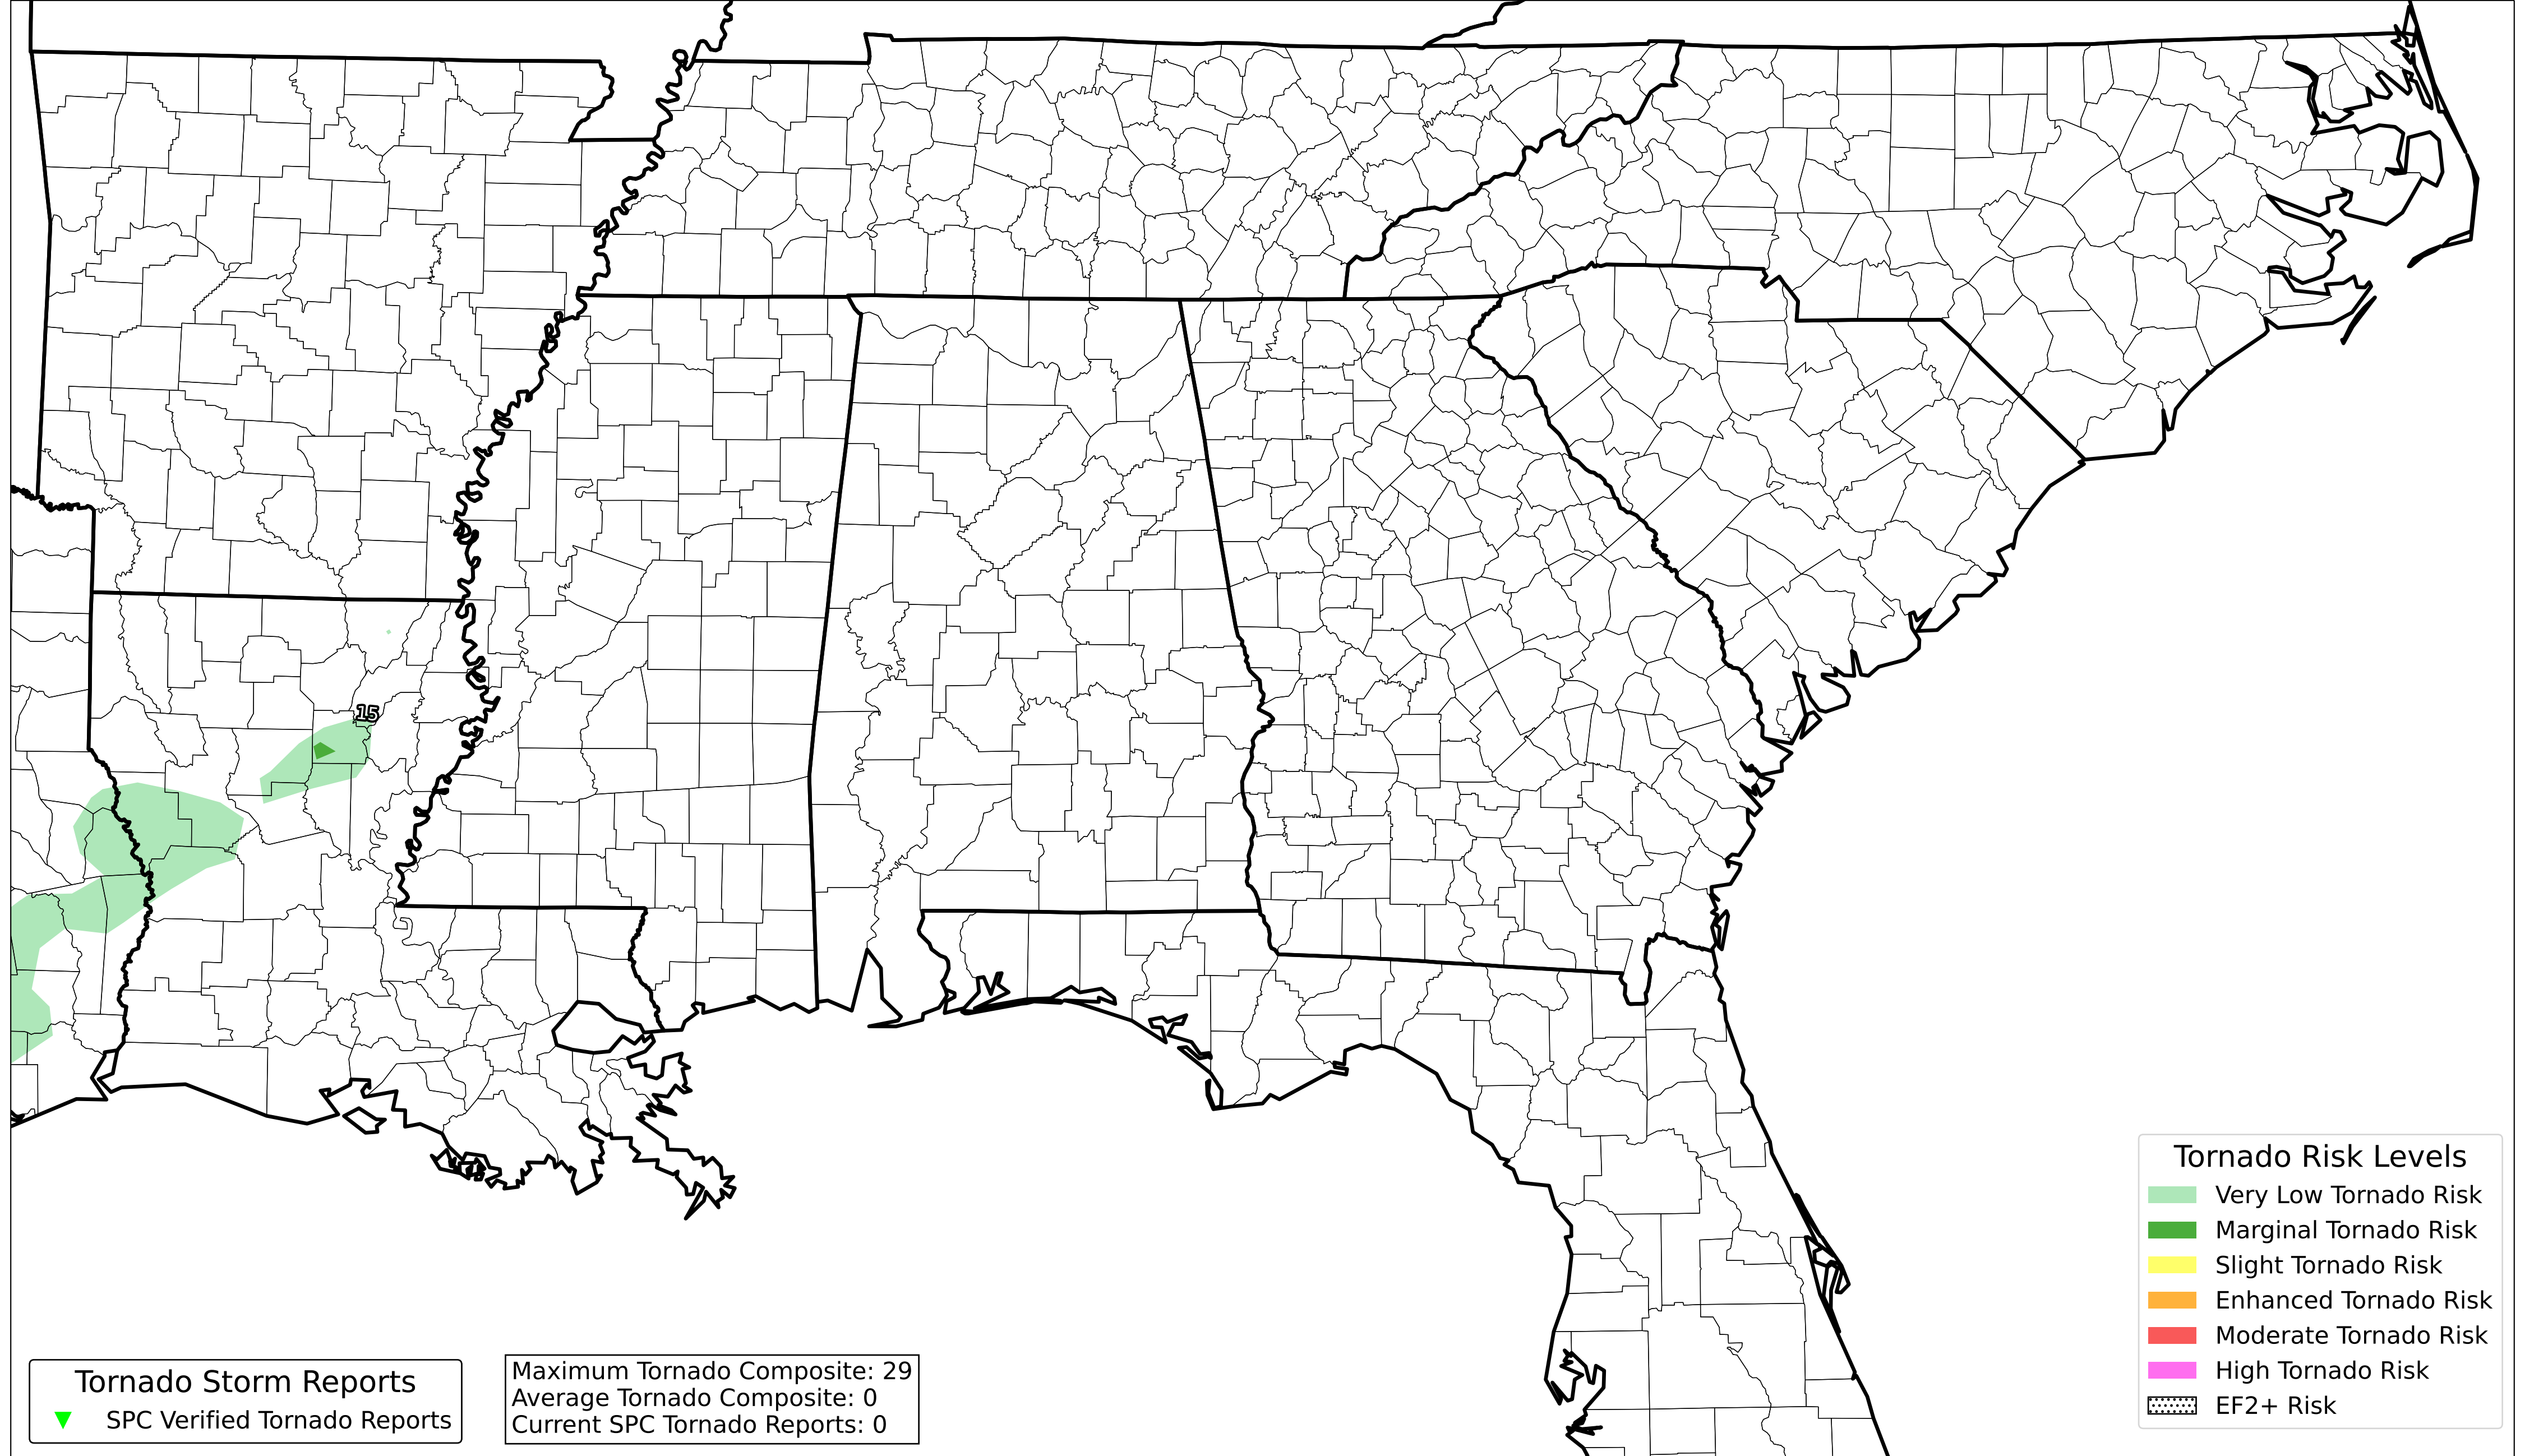 15
Tornado Storm Reports
SPC Verified Tornado Reports
Maximum Tornado Composite: 29
Average Tornado Composite: 0
Current SPC Tornado Reports: 0
Tornado Risk Levels
Very Low Tornado Risk
Marginal Tornado Risk
Slight Tornado Risk
Enhanced Tornado Risk
Moderate Tornado Risk
High Tornado Risk
EF2+ Risk